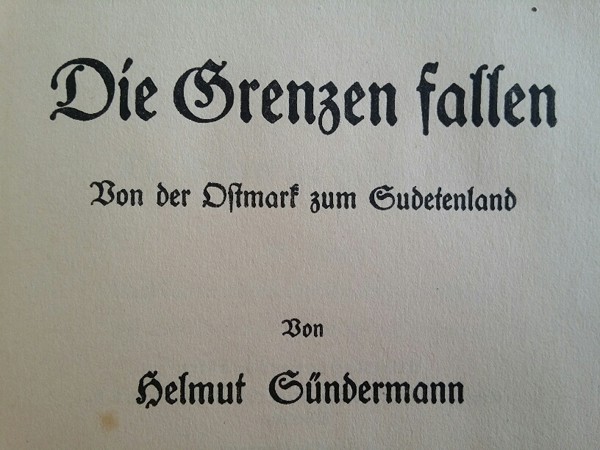 Die Grenzen fallen
Von der Oſtmark zum Sudetenland
Von
Helmut Sündermann